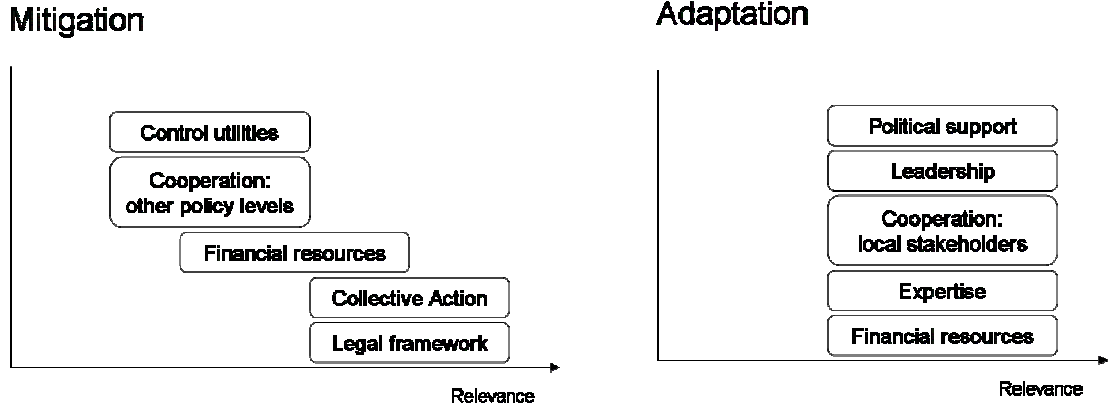 Mitigation
Control utilities
Cooperation:
other policy levels
Financial resources
Collective Action
Legal framework
Relevance
Adaptation
Political support
Leadership
Cooperation:
local stakeholders
Expertise
Financial resources
Relevance